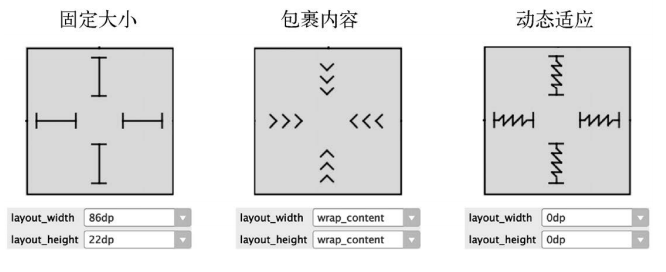 固定大小 包裹内容 动态适应
layout_width 86dp layout_width wrap_content layout_width 0dp
layout_height 22dp layout_height wrap_content layout_height 0dp